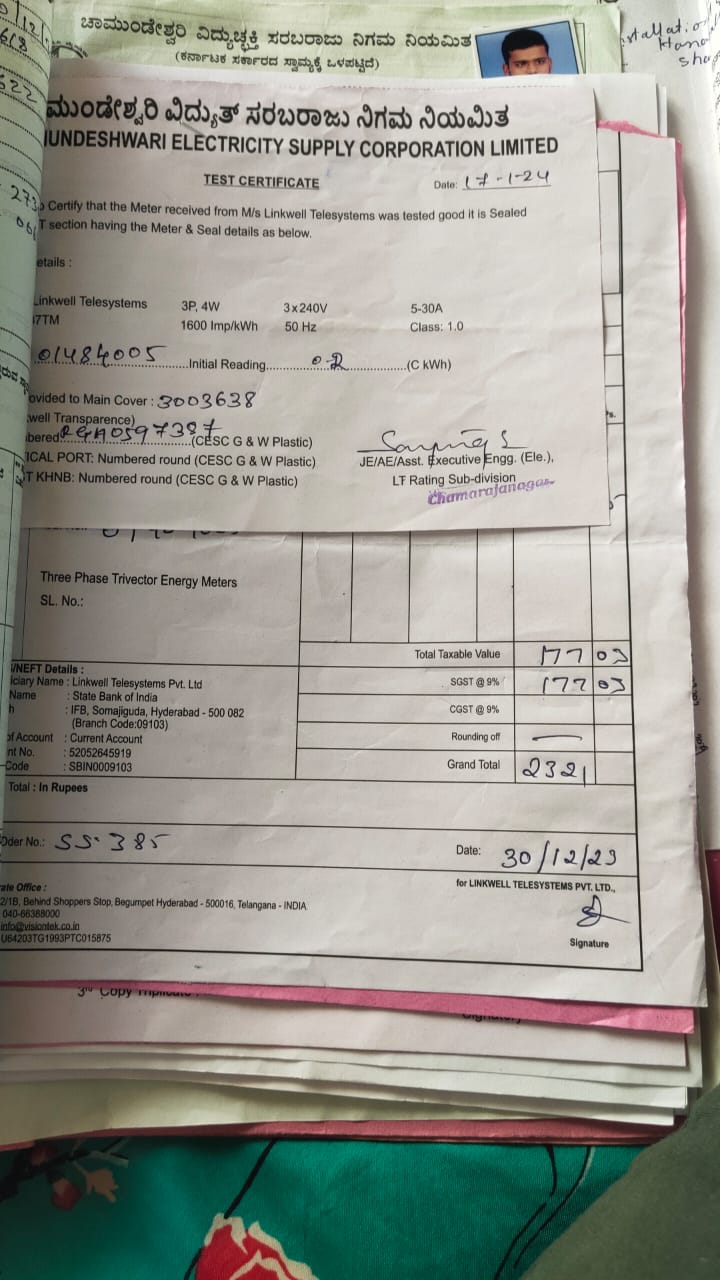 ಚಾಮುಂಡೇಶ್ವರಿ ವಿದ್ಯುಚ್ಛಕ್ತಿ ಸರಬರಾಜು ನಿಗಮ ನಿಯಮಿತ
(ಕರ್ನಾಟಕ ಸರ್ಕಾರದ ಸ್ವಾಮ್ಯಕ್ಕೆ ಒಳಪಟ್ಟಿದೆ)
ಮುಂಡೇಶ್ವರಿ ವಿದ್ಯುತ್ ಸರಬರಾಜು ನಿಗಮ ನಿಯಮಿತ
UNDESHWARI ELECTRICITY SUPPLY CORPORATION LIMITED
TEST CERTIFICATE
Date: 17-1-24
Certify that the Meter received from M/s Linkwell Telesystems was tested good it is Sealed
T section having the Meter & Seal details as below.
etails :
Linkwell Telesystems 3P, 4W 3x240V 5-30A
7TM 1600 Imp/kWh 50 Hz Class: 1.0
01484005 Initial Reading (C kWh)
ovided to Main Cover : 3003638
well Transparence)
bered (CESC G & W Plastic)
ICAL PORT: Numbered round (CESC G & W Plastic)
T KHNB: Numbered round (CESC G & W Plastic)
JE/AE/Asst. Executive Engg. (Ele.),
LT Rating Sub-division
Chamarajanagar
Three Phase Trivector Energy Meters
SL. No.:
Total Taxable Value
SGST @ 9% 177 03
CGST @ 9%
Rounding off —
Grand Total 2321
/NEFT Details :
iciary Name : Linkwell Telesystems Pvt. Ltd
Name : State Bank of India
h : IFB, Somajiguda, Hyderabad - 500 082
(Branch Code:09103)
of Account : Current Account
nt No. : 52052645919
Code : SBIN0009103
Total : In Rupees
Oder No.: SS-385
Date: 30/12/23
for LINKWELL TELESYSTEMS PVT. LTD.,
Signature
ate Office :
2/1B, Behind Shoppers Stop, Begumpet Hyderabad - 500016, Telangana - INDIA
040-66388000
info@visiontek.co.in
U64203TG1993PTC015875
3rd Copy